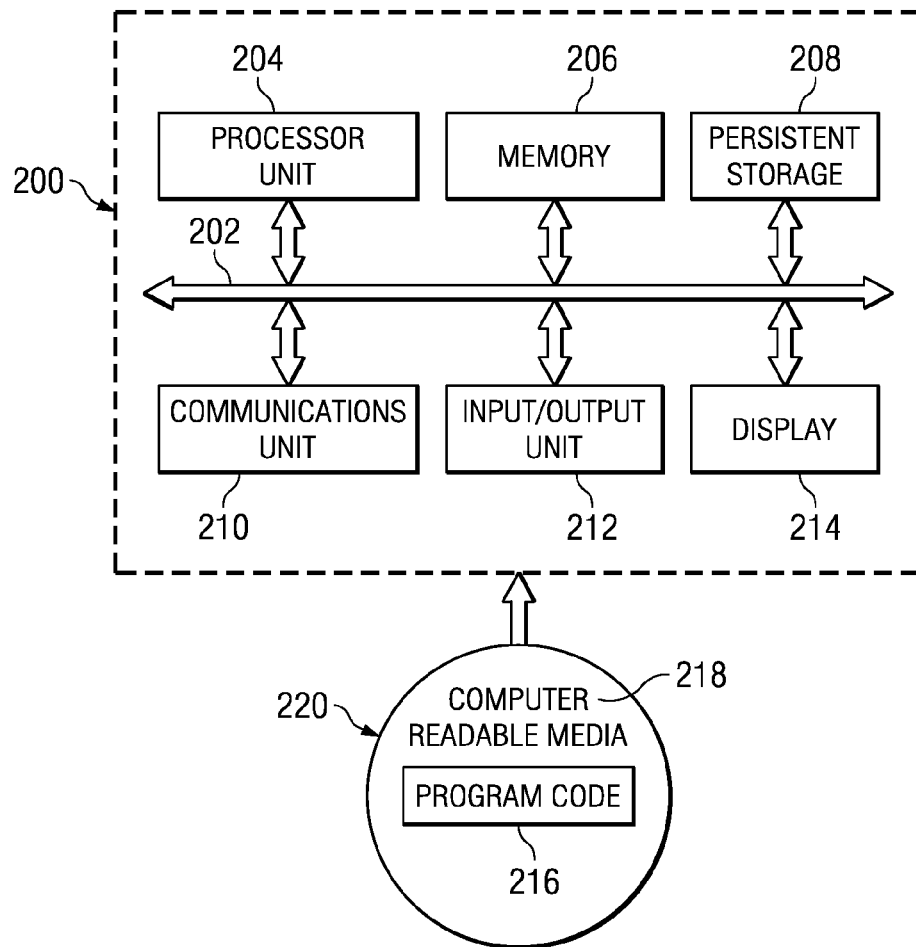 204
206
208
PROCESSOR
UNIT
MEMORY
PERSISTENT
STORAGE
200
202
COMMUNICATIONS
UNIT
INPUT/OUTPUT
UNIT
DISPLAY
210
212
214
218
220
COMPUTER
READABLE MEDIA
PROGRAM CODE
216